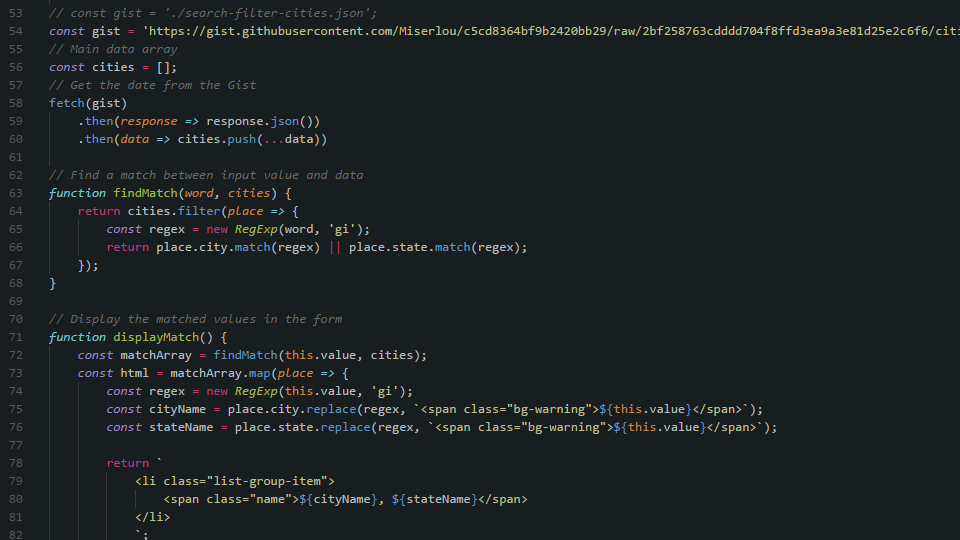 53 // const gist = './search-filter-cities.json';
54 const gist = 'https://gist.githubusercontent.com/Miserlou/c5cd8364bf9b2420bb29/raw/2bf258763cdddd704f8ffd3ea9a3e81d25e2c6f6/citi
55 // Main data array
56 const cities = [];
57 // Get the date from the Gist
58 fetch(gist)
59 .then(response => response.json())
60 .then(data => cities.push(...data))
61
62 // Find a match between input value and data
63 function findMatch(word, cities) {
64 return cities.filter(place => {
65 const regex = new RegExp(word, 'gi');
66 return place.city.match(regex) || place.state.match(regex);
67 });
68 }
69
70 // Display the matched values in the form
71 function displayMatch() {
72 const matchArray = findMatch(this.value, cities);
73 const html = matchArray.map(place => {
74 const regex = new RegExp(this.value, 'gi');
75 const cityName = place.city.replace(regex, `<span class="bg-warning">${this.value}</span>`);
76 const stateName = place.state.replace(regex, `<span class="bg-warning">${this.value}</span>`);
77
78 return `
79 <li class="list-group-item">
80 <span class="name">${cityName}, ${stateName}</span>
81 </li>
82 `;